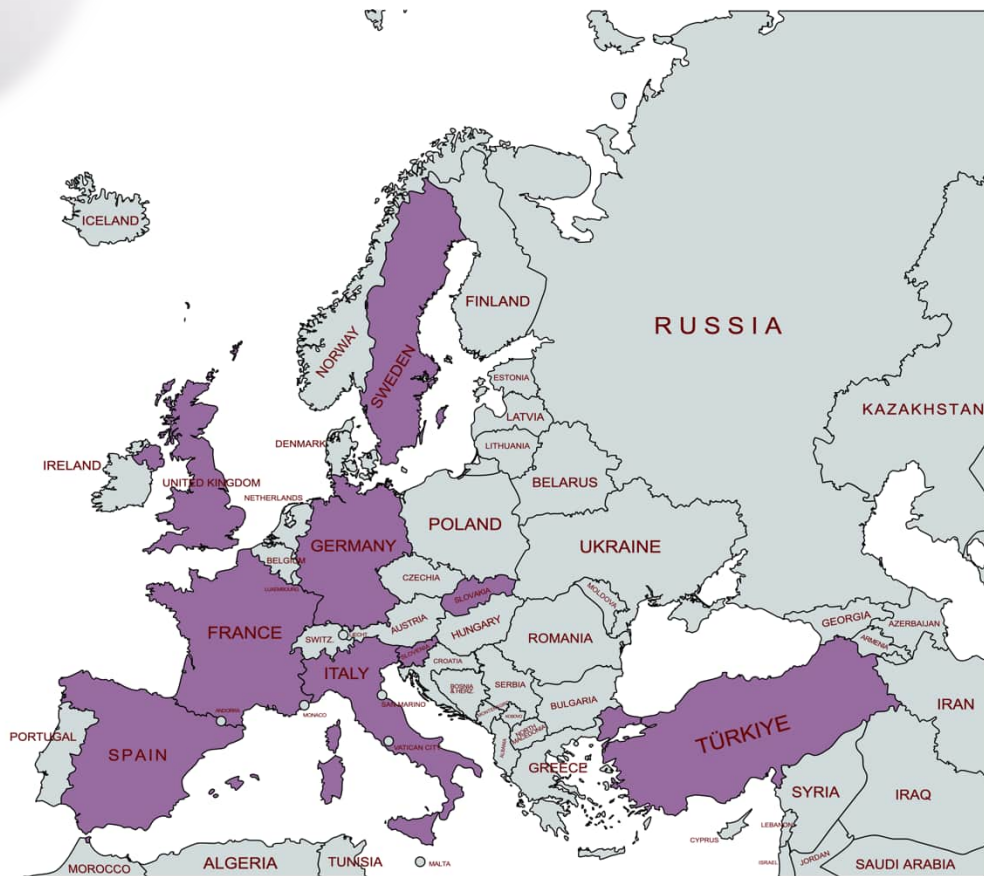 ICELAND
RUSSIA
FINLAND
NORWAY
SWEDEN
ESTONIA
LATVIA
KAZAKHSTAN
DENMARK
LITHUANIA
IRELAND
UNITED KINGDOM
BELARUS
NETHERLANDS
POLAND
GERMANY
UKRAINE
BELGIUM
CZECHIA
LUXEMBOURG
SLOVAKIA
MOLDOVA
FRANCE
SWITZ.
LIECHT.
AUSTRIA
HUNGARY
ROMANIA
GEORGIA
AZERBAIJAN
ARMENIA
SLOVENIA
CROATIA
ITALY
BOSNIA
& HERZ.
SERBIA
SAN MARINO
BULGARIA
IRAN
ANDORRA
MONACO
MONTENEGRO
KOSOVO
PORTUGAL
SPAIN
VATICAN CITY
ALBANIA
NORTH
MACEDONIA
TÜRKIYE
GREECE
SYRIA
IRAQ
CYPRUS
LEBANON
MOROCCO
ALGERIA
TUNISIA
MALTA
ISRAEL
JORDAN
SAUDI ARABIA